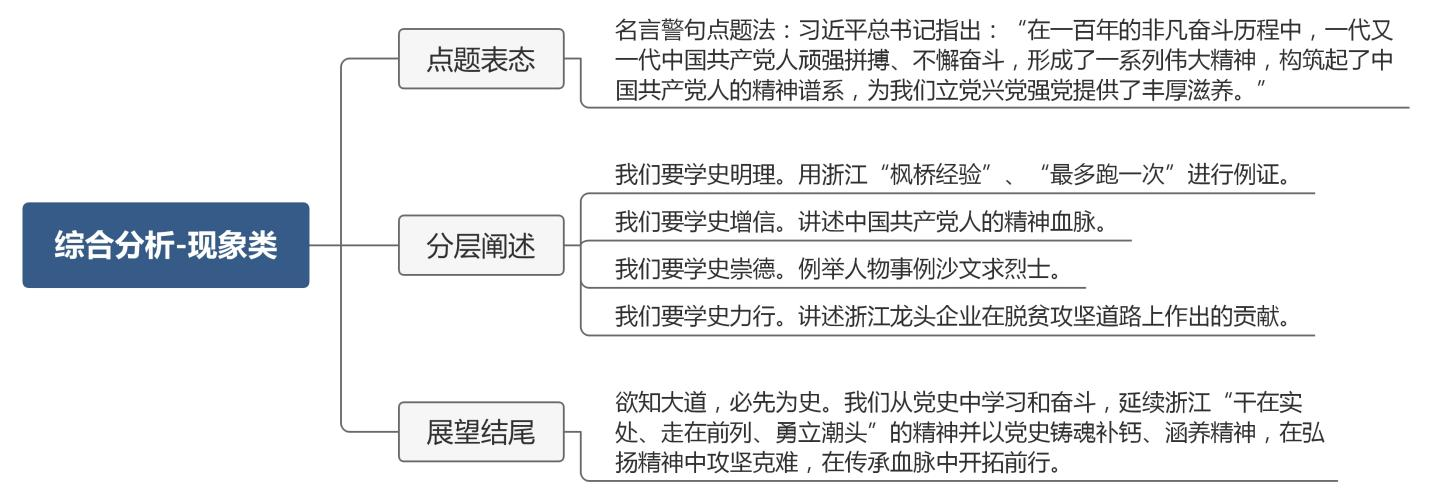 综合分析-现象类
点题表态
名言警句点题法：习近平总书记指出：“在一百年的非凡奋斗历程中，一代又
一代中国共产党人顽强拼搏、不懈奋斗，形成了一系列伟大精神，构筑起了中
国共产党人的精神谱系，为我们立党兴党强党提供了丰厚滋养。”
分层阐述
我们要学史明理。用浙江“枫桥经验”、“最多跑一次”进行例证。
我们要学史增信。讲述中国共产党人的精神血脉。
我们要学史崇德。例举人物事例沙文求烈士。
我们要学史力行。讲述浙江龙头企业在脱贫攻坚道路上作出的贡献。
展望结尾
欲知大道，必先为史。我们从党史中学习和奋斗，延续浙江“干在实
处、走在前列、勇立潮头”的精神并以党史铸魂补钙、涵养精神，在弘
扬精神中攻坚克难，在传承血脉中开拓前行。